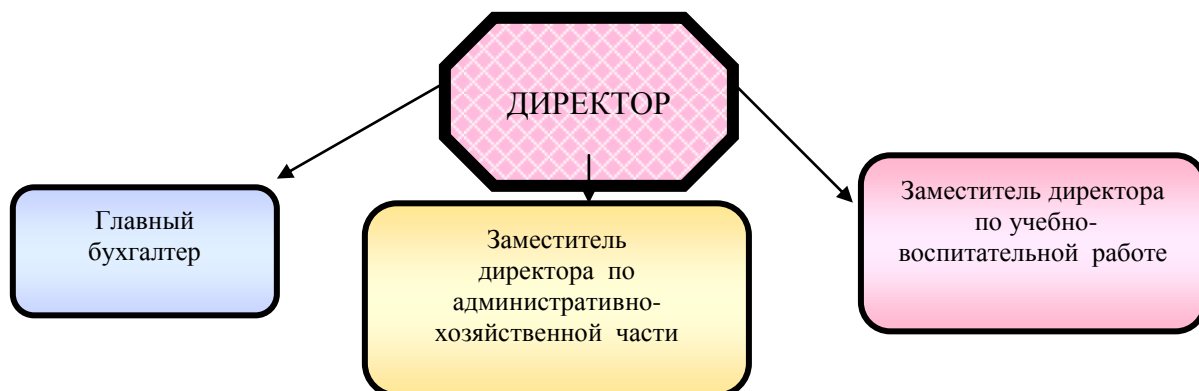 ДИРЕКТОР
Главный
бухгалтер
Заместитель
директора по
административно-
хозяйственной части
Заместитель директора
по учебно-
воспитательной работе